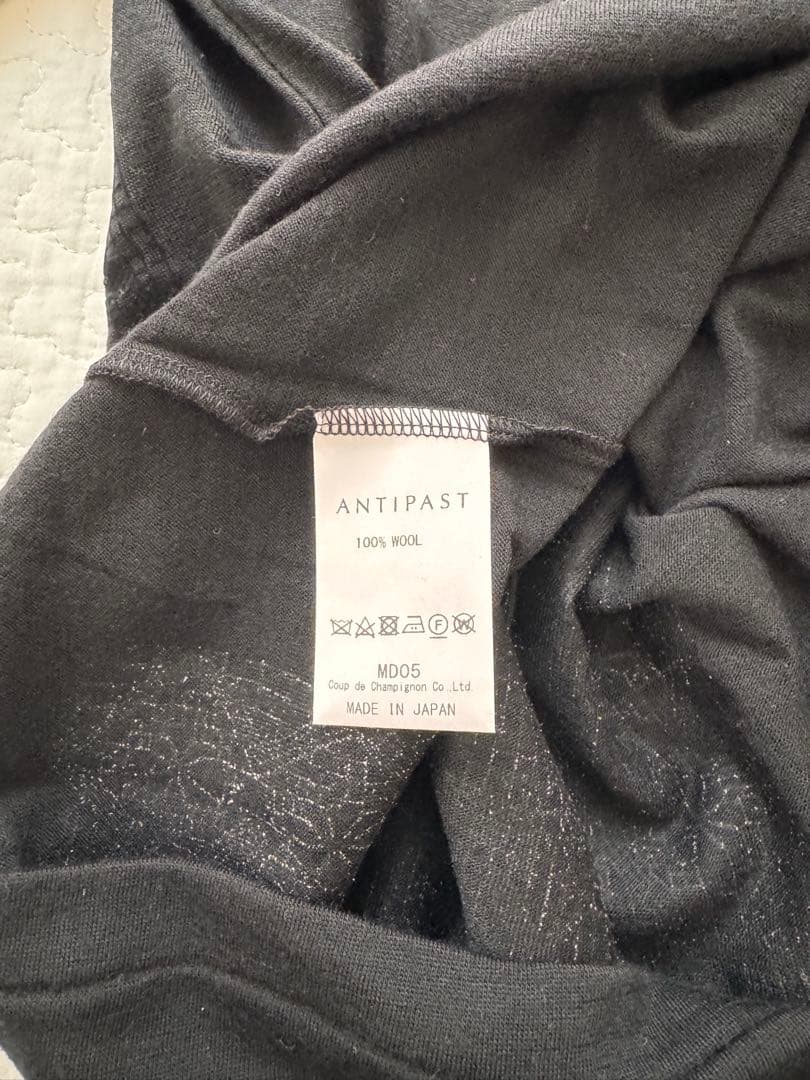 ANTIPAST
100% WOOL
F W
MD05
Coup de Champignon Co.,Ltd.
MADE IN JAPAN